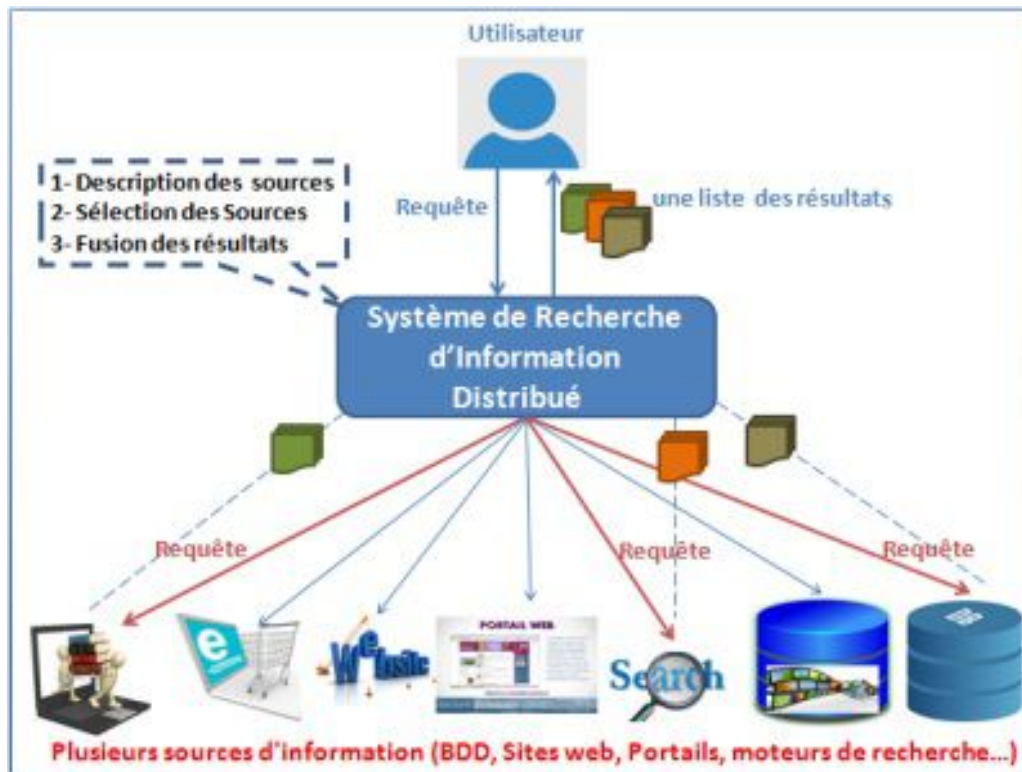 Utilisateur
1- Description des sources
2- Sélection des Sources
3- Fusion des résultats
Requête
une liste des résultats
Système de Recherche
d'Information
Distribué
Requête
Requête
Requête
e
Website
PORTAIL WEB
Search
Plusieurs sources d'information (BDD, Sites web, Portails, moteurs de recherche...)